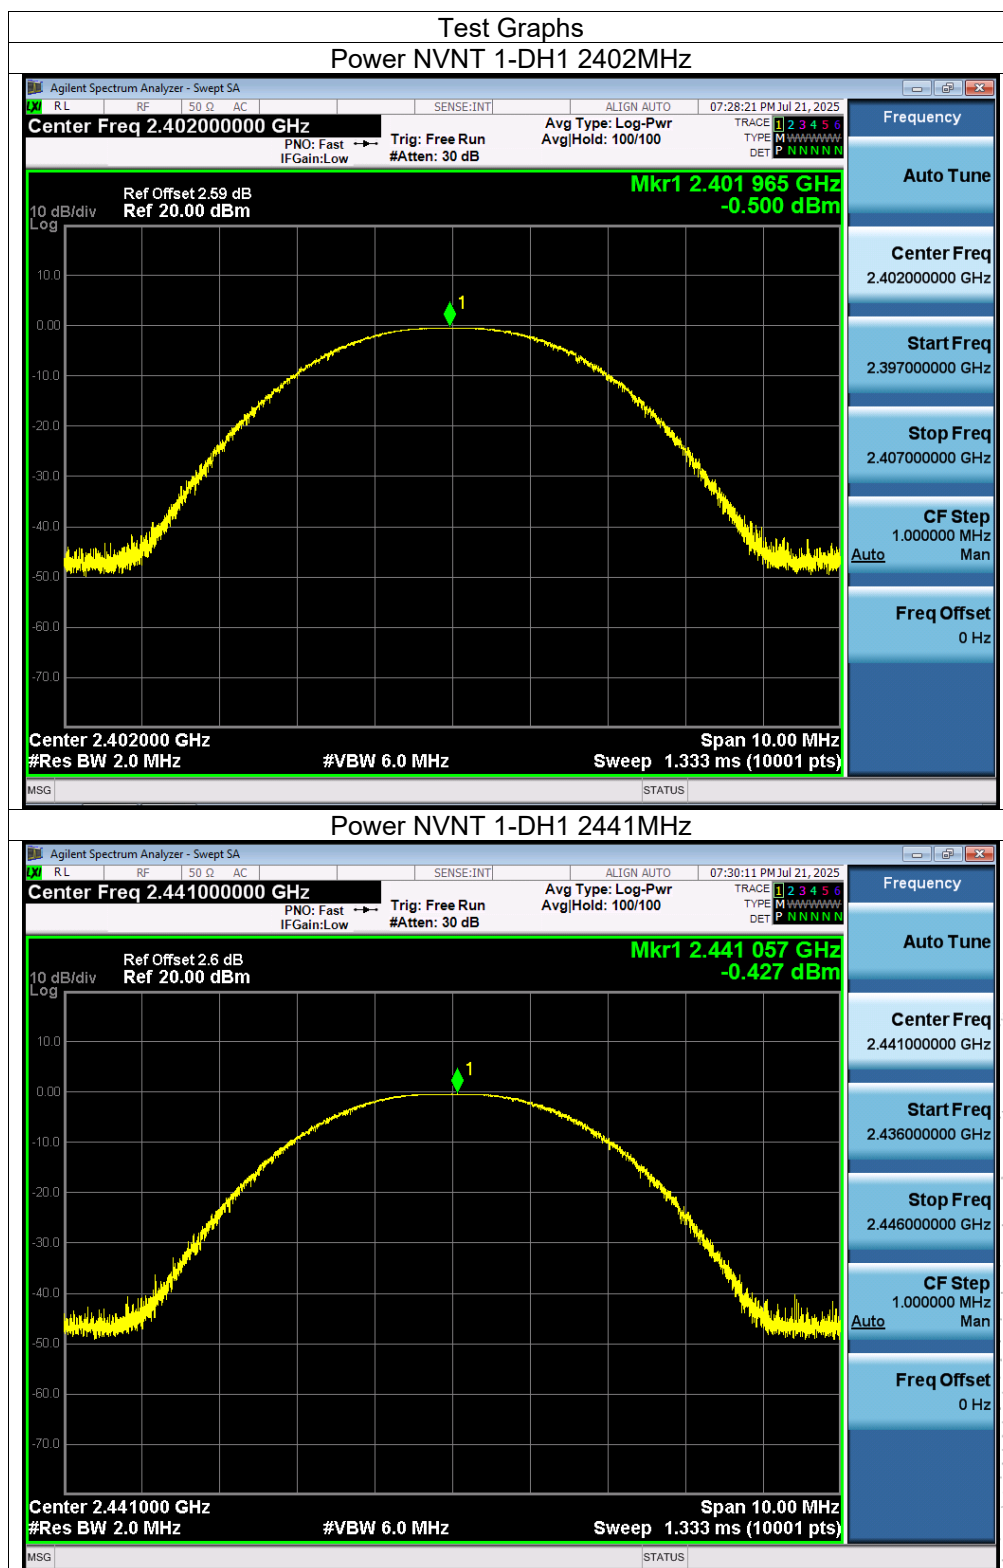 Test Graphs
Power NVNT 1-DH1 2402MHz
Agilent Spectrum Analyzer - Swept SA
LXI RL RF 50 Ω AC SENSE:INT ALIGN AUTO 07:28:21 PM Jul 21, 2025
Center Freq 2.402000000 GHz
PNO: Fast
IFGain:Low
Trig: Free Run
#Atten: 30 dB
Avg Type: Log-Pwr
Avg|Hold: 100/100
TRACE 1 2 3 4 5 6
TYPE M WWWWW
DET P N N N N N
Mkr1 2.401 965 GHz
-0.500 dBm
Ref Offset 2.59 dB
10 dB/div Ref 20.00 dBm
Log
10.0
0.00
-10.0
-20.0
-30.0
-40.0
-50.0
-60.0
-70.0
1
Center 2.402000 GHz Span 10.00 MHz
#Res BW 2.0 MHz #VBW 6.0 MHz Sweep 1.333 ms (10001 pts)
MSG STATUS
Frequency
Auto Tune
Center Freq
2.402000000 GHz
Start Freq
2.397000000 GHz
Stop Freq
2.407000000 GHz
CF Step
1.000000 MHz
Auto Man
Freq Offset
0 Hz
Power NVNT 1-DH1 2441MHz
Agilent Spectrum Analyzer - Swept SA
LXI RL RF 50 Ω AC SENSE:INT ALIGN AUTO 07:30:11 PM Jul 21, 2025
Center Freq 2.441000000 GHz
PNO: Fast
IFGain:Low
Trig: Free Run
#Atten: 30 dB
Avg Type: Log-Pwr
Avg|Hold: 100/100
TRACE 1 2 3 4 5 6
TYPE M WWWWW
DET P N N N N N
Mkr1 2.441 057 GHz
-0.427 dBm
Ref Offset 2.6 dB
10 dB/div Ref 20.00 dBm
Log
10.0
0.00
-10.0
-20.0
-30.0
-40.0
-50.0
-60.0
-70.0
1
Center 2.441000 GHz Span 10.00 MHz
#Res BW 2.0 MHz #VBW 6.0 MHz Sweep 1.333 ms (10001 pts)
MSG STATUS
Frequency
Auto Tune
Center Freq
2.441000000 GHz
Start Freq
2.436000000 GHz
Stop Freq
2.446000000 GHz
CF Step
1.000000 MHz
Auto Man
Freq Offset
0 Hz